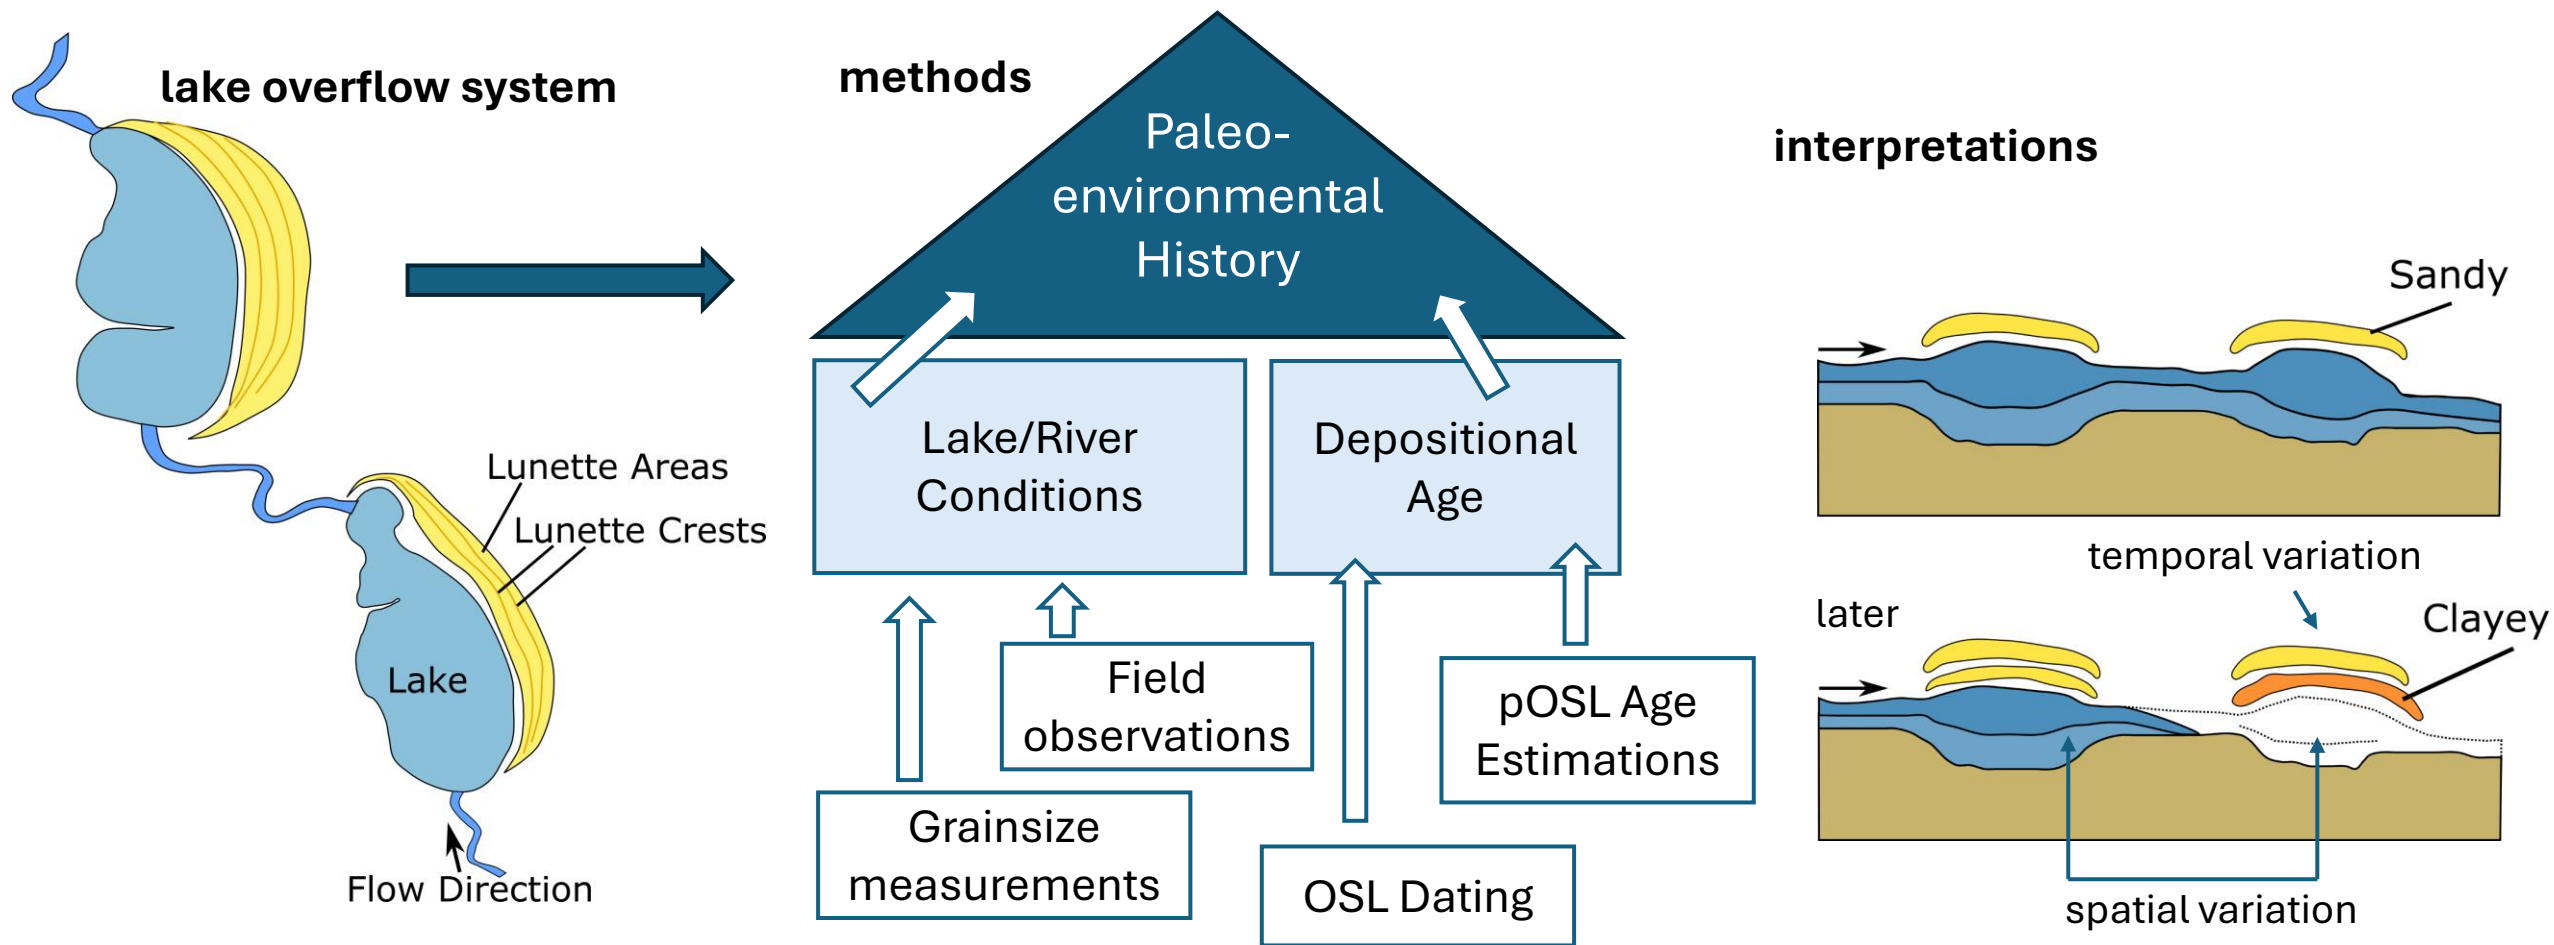 lake overflow system
Lunette Areas
Lunette Crests
Lake
Flow Direction
methods
Paleo-
environmental
History
Lake/River
Conditions
Depositional
Age
Field
observations
Grainsize
measurements
pOSL Age
Estimations
OSL Dating
interpretations
Sandy
temporal variation
later
Clayey
spatial variation